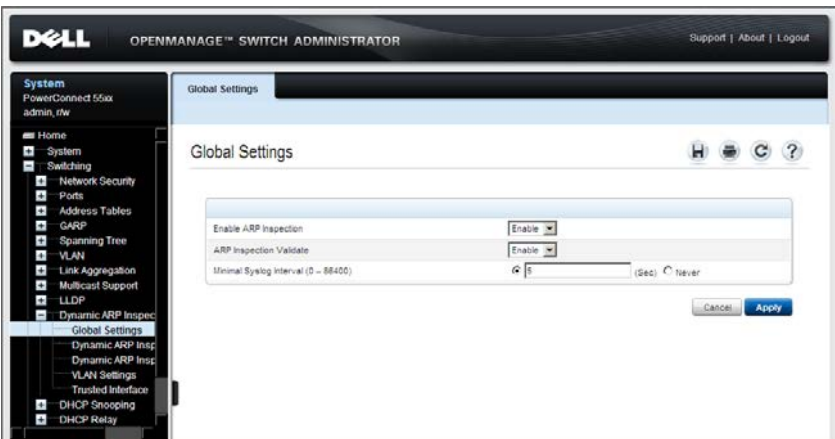 DELL OPENMANAGE™ SWITCH ADMINISTRATOR
Support | About | Logout
System
PowerConnect 55xx
admin, r/w
Home
System
Switching
Network Security
Ports
Address Tables
GARP
Spanning Tree
VLAN
Link Aggregation
Multicast Support
LLDP
Dynamic ARP Inspec
Global Settings
Dynamic ARP Insp
Dynamic ARP Insp
VLAN Settings
Trusted Interface
DHCP Snooping
DHCP Relay
Global Settings
Global Settings
Enable ARP Inspection Enable
ARP Inspection Validate Enable
Minimal Syslog Interval (0 – 86400) 5 (Sec) Never
Cancel Apply